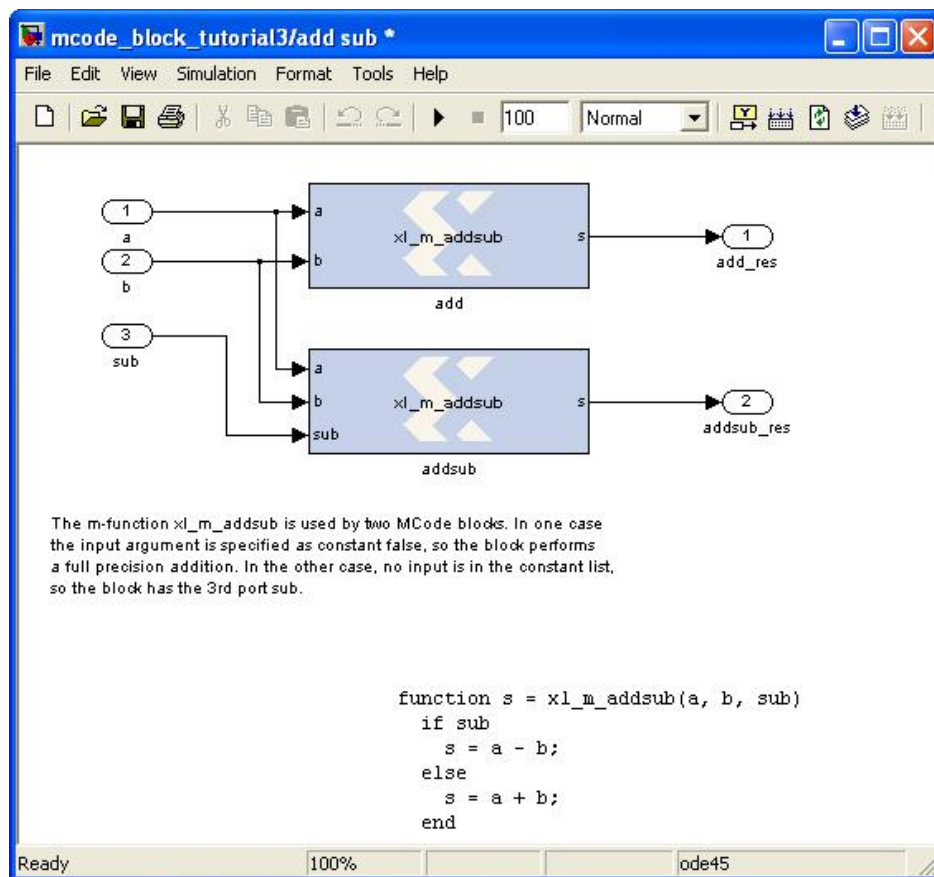 mcode_block_tutorial3/add sub *
File Edit View Simulation Format Tools Help
100 Normal
1
a
2
b
3
sub
a
b
xl_m_addsub
s
add
1
add_res
a
b
sub
xl_m_addsub
s
addsub
2
addsub_res
The m-function xl_m_addsub is used by two MCode blocks. In one case
the input argument is specified as constant false, so the block performs
a full precision addition. In the other case, no input is in the constant list,
so the block has the 3rd port sub.
function s = xl_m_addsub(a, b, sub)
if sub
s = a - b;
else
s = a + b;
end
Ready 100% ode45